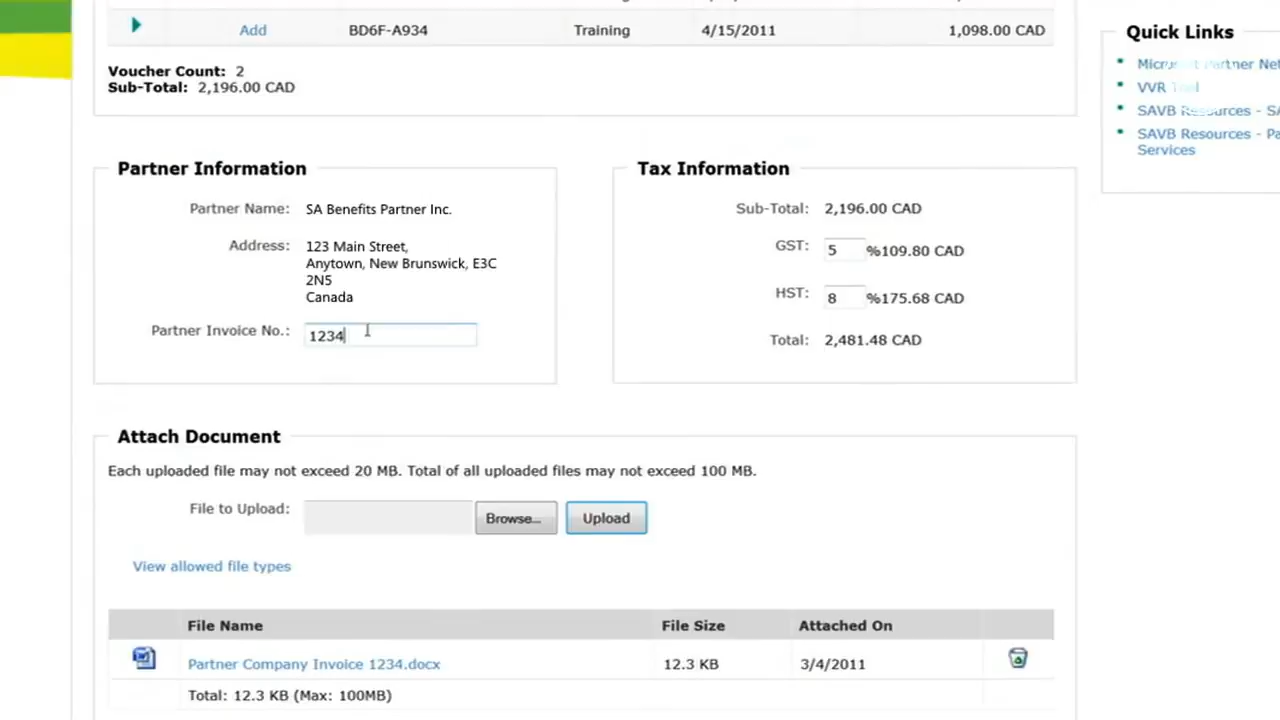 Add BD6F-A934 Training 4/15/2011 1,098.00 CAD
Voucher Count: 2
Sub-Total: 2,196.00 CAD
Quick Links
Microsoft Partner Net
VVR Tool
SAVB Resources - SA
SAVB Resources - Pa
Services
Partner Information
Partner Name: SA Benefits Partner Inc.
Address: 123 Main Street,
Anytown, New Brunswick, E3C
2N5
Canada
Partner Invoice No.: 1234
Tax Information
Sub-Total: 2,196.00 CAD
GST: 5 %109.80 CAD
HST: 8 %175.68 CAD
Total: 2,481.48 CAD
Attach Document
Each uploaded file may not exceed 20 MB. Total of all uploaded files may not exceed 100 MB.
File to Upload: Browse... Upload
View allowed file types
File Name File Size Attached On
Partner Company Invoice 1234.docx 12.3 KB 3/4/2011
Total: 12.3 KB (Max: 100MB)